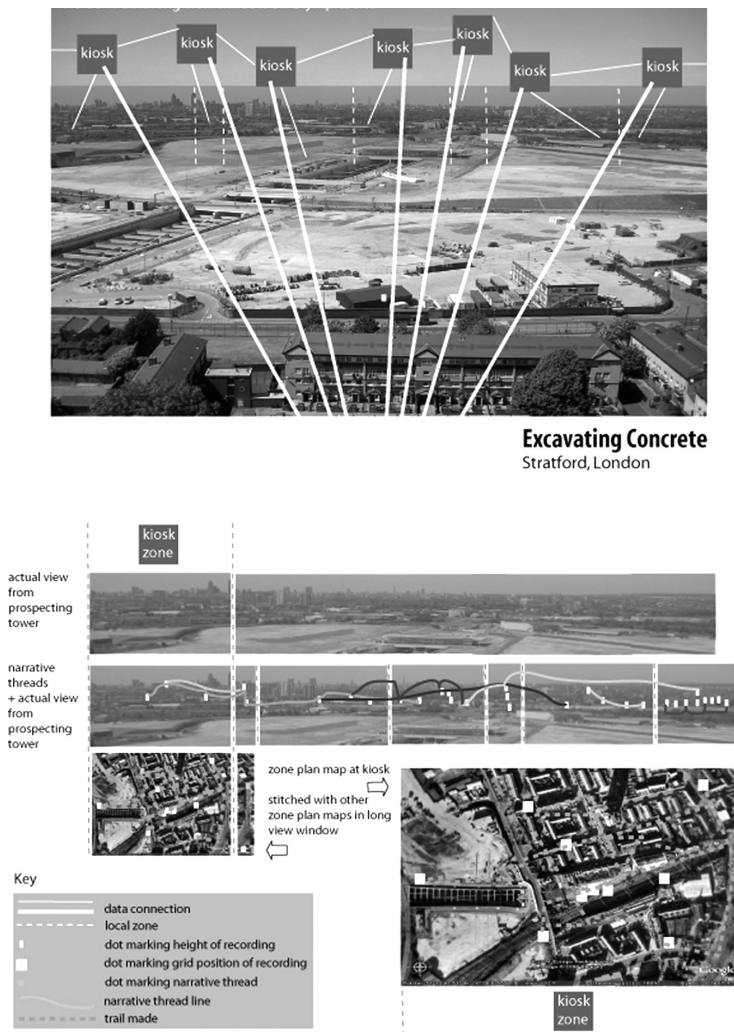 kiosk
kiosk
kiosk
kiosk
kiosk
kiosk
kiosk
Excavating Concrete
Stratford, London
kiosk
zone
actual view
from
prospecting
tower
narrative
threads
+ actual view
from
prospecting
tower
zone plan map at kiosk
stitched with other
zone plan maps in long
view window
Key
data connection
local zone
dot marking height of recording
dot marking grid position of recording
dot marking narrative thread
narrative thread line
trail made
Google
kiosk
zone